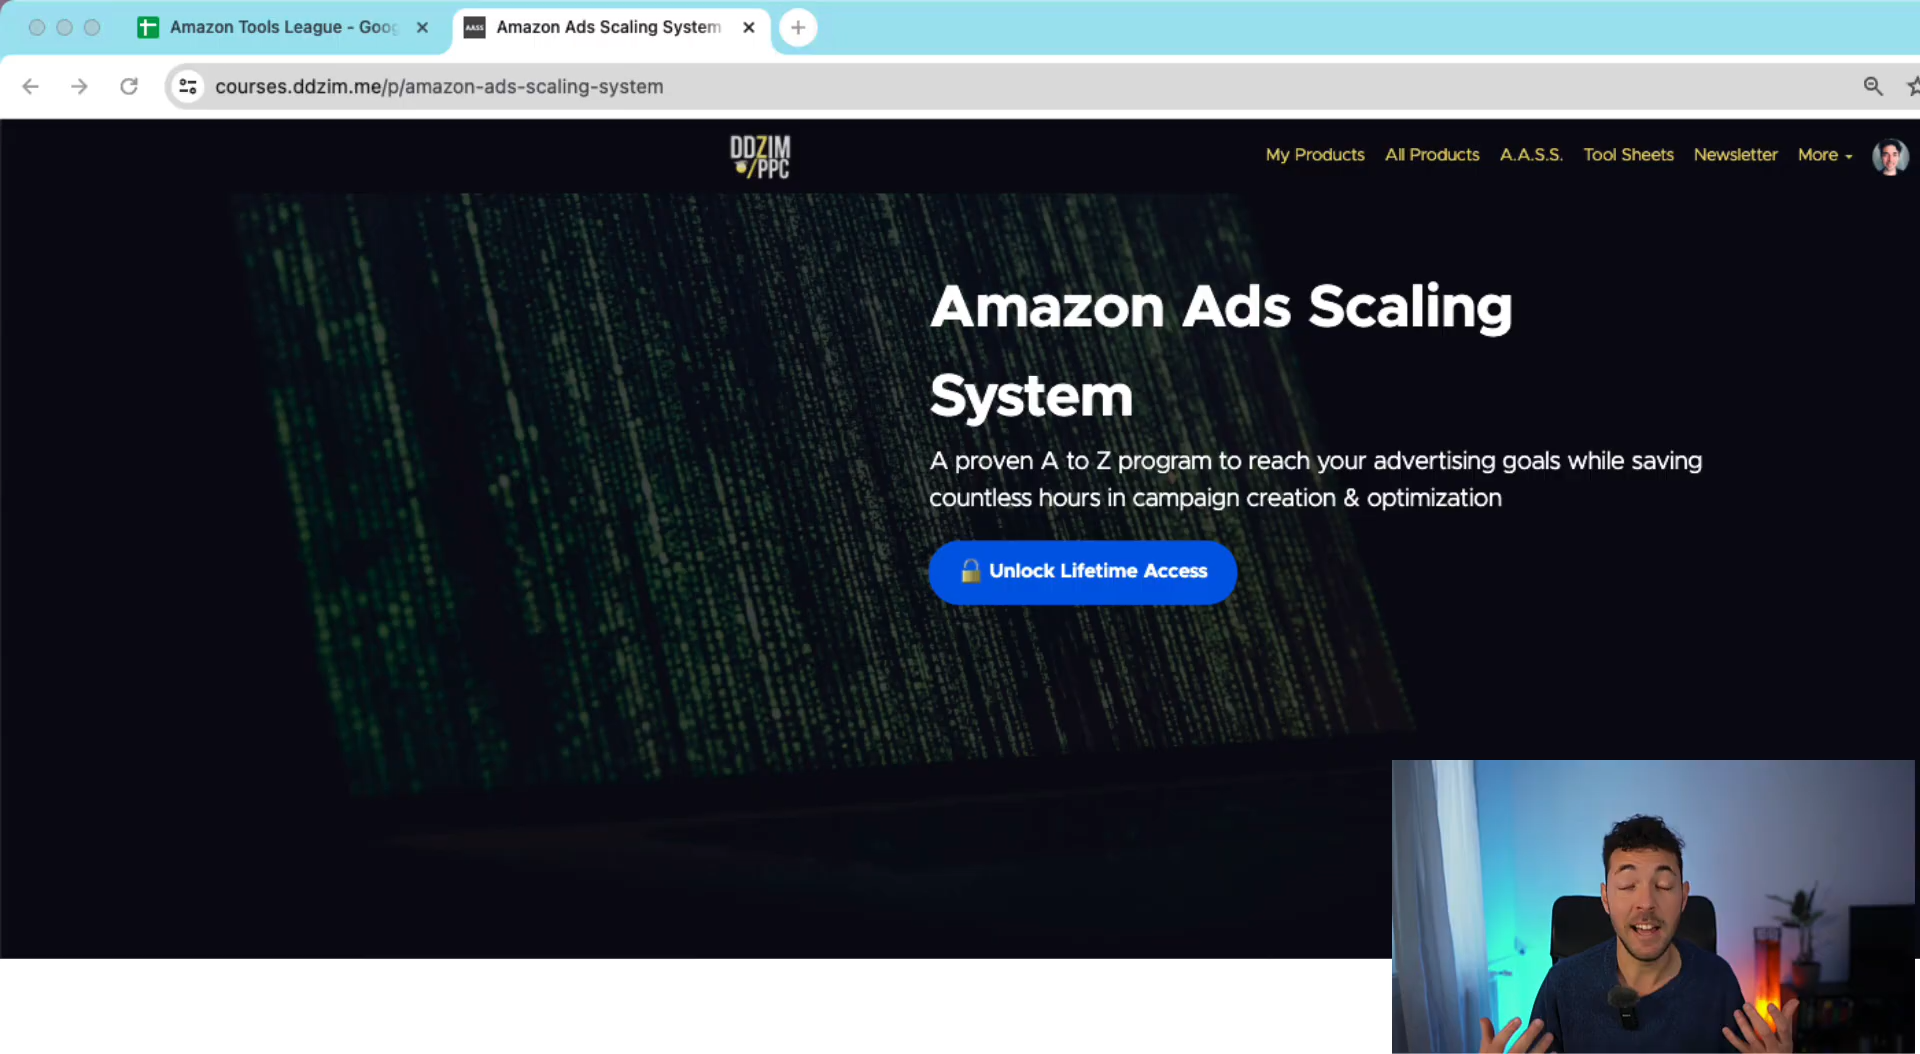 Amazon Tools League - Goog
AASS
Amazon Ads Scaling System
courses.ddzim.me/p/amazon-ads-scaling-system
DDZIM
/PPC
My Products
All Products
A.A.S.S.
Tool Sheets
Newsletter
More
Amazon Ads Scaling
System
A proven A to Z program to reach your advertising goals while saving
countless hours in campaign creation & optimization
Unlock Lifetime Access